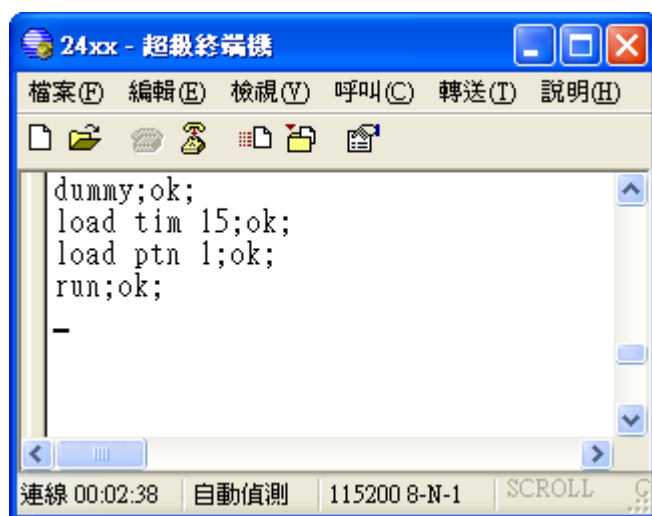 24xx - 超級終端機
檔案(F) 編輯(E) 檢視(V) 呼叫(C) 轉送(T) 說明(H)
dummy;ok;
load tim 15;ok;
load ptn 1;ok;
run;ok;
連線 00:02:38 自動偵測 115200 8-N-1 SCROLL